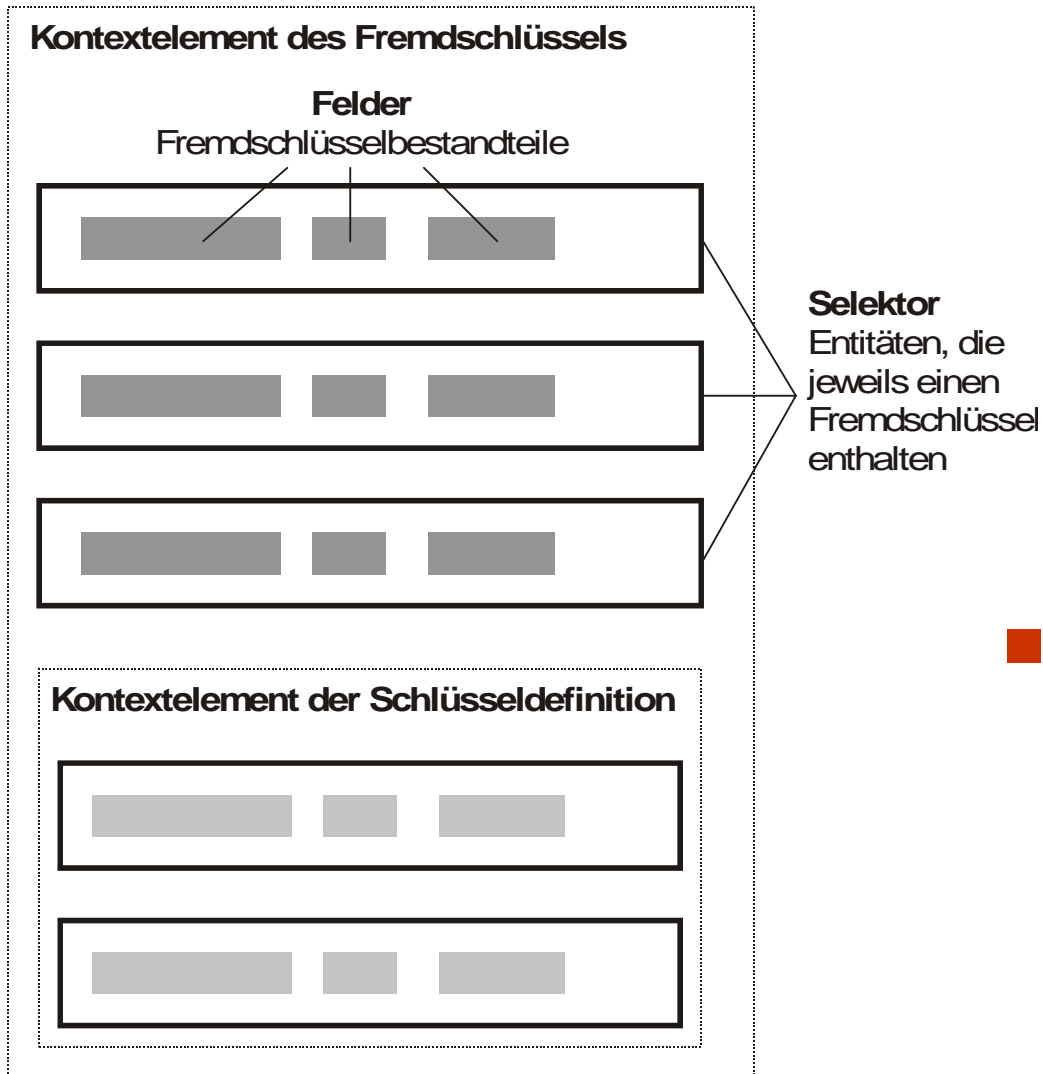 Kontextelement des Fremdschlüssels
Felder
Fremdschlüsselbestandteile
Selektor
Entitäten, die
jeweils einen
Fremdschlüssel
enthalten
Kontextelement der Schlüsseldefinition